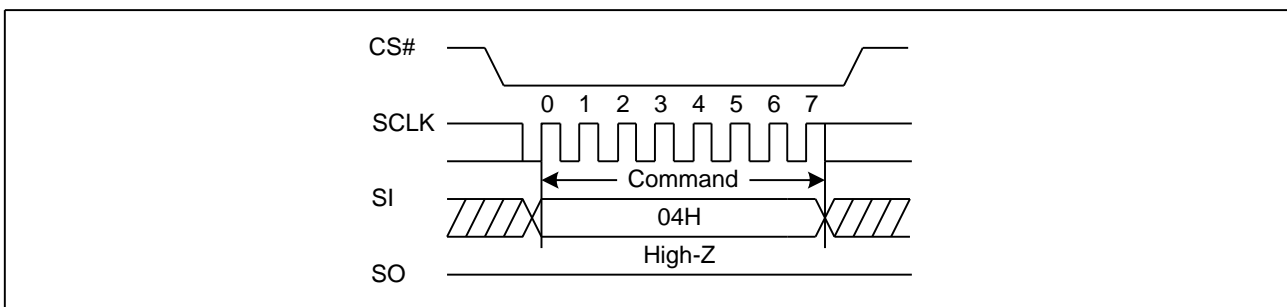 CS#
0 1 2 3 4 5 6 7
SCLK
Command
SI
04H
High-Z
SO